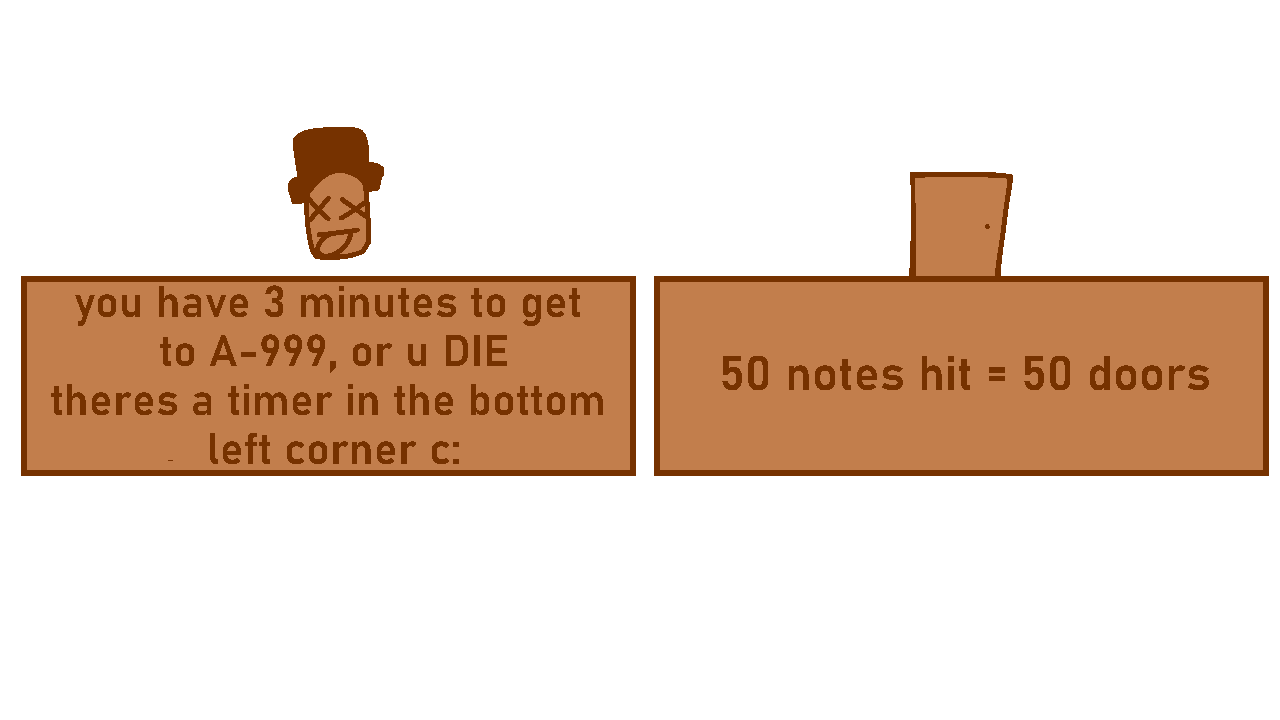 you have 3 minutes to get
to A-999, or u DIE
theres a timer in the bottom
left corner c:
50 notes hit = 50 doors